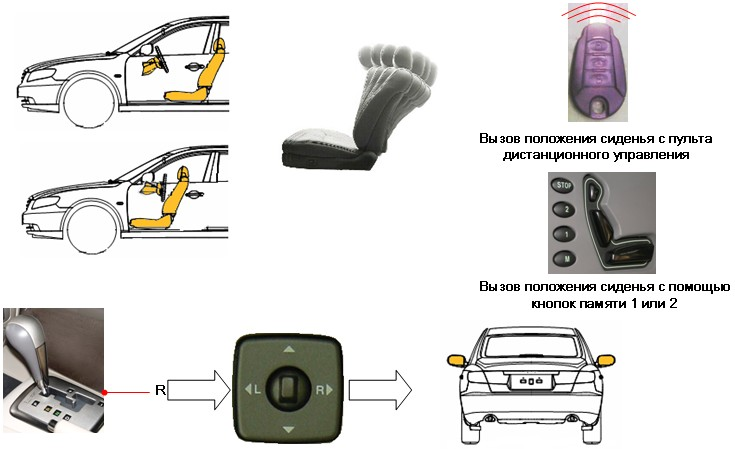 Вызов положения сиденья с пульта
дистанционного управления
STOP
2
1
M
Вызов положения сиденья с помощью
кнопок памяти 1 или 2
R
L
R